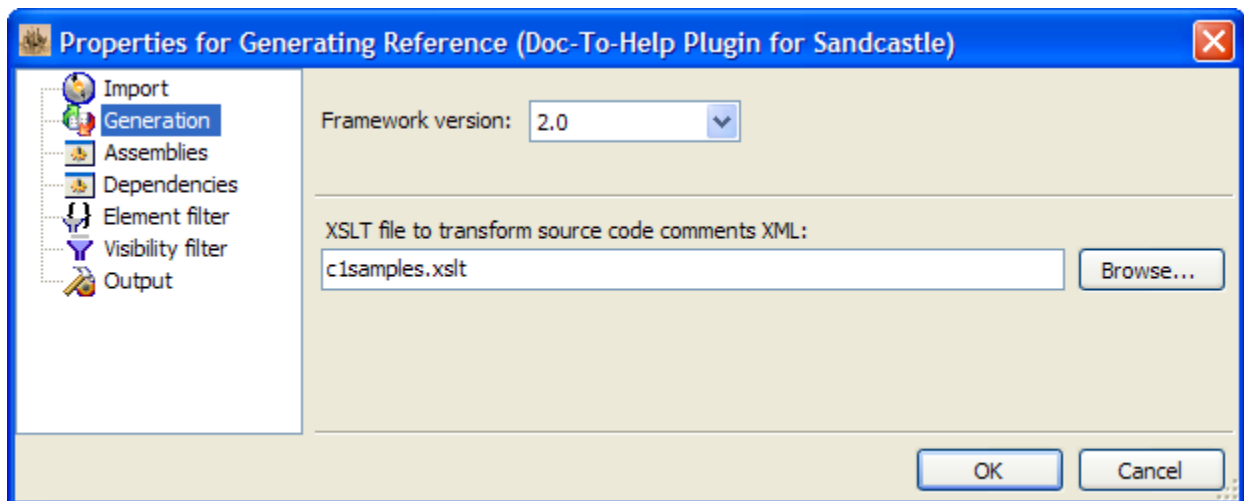 Properties for Generating Reference (Doc-To-Help Plugin for Sandcastle)
Import
Generation
Assemblies
Dependencies
Element filter
Visibility filter
Output
Framework version: 2.0
XSLT file to transform source code comments XML:
c1samples.xslt
Browse...
OK
Cancel